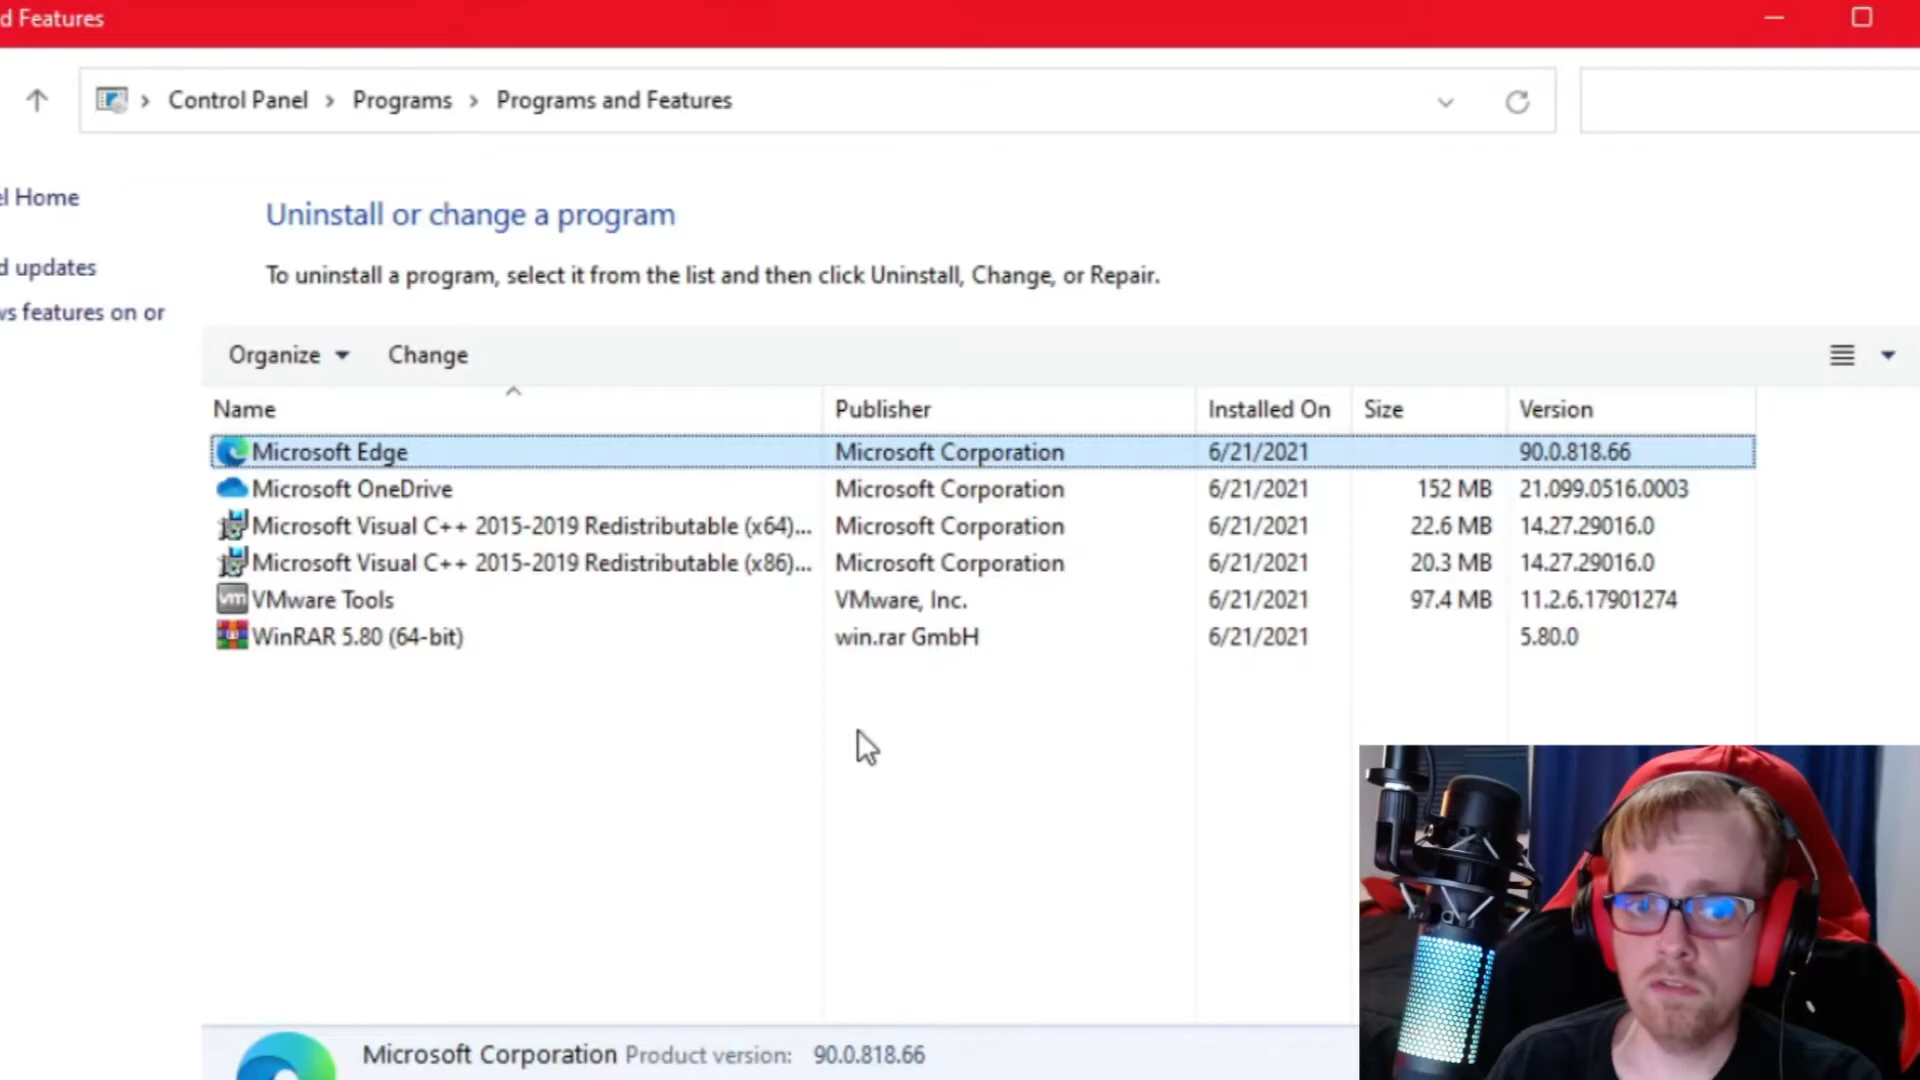 d Features
Control Panel > Programs > Programs and Features
el Home
Uninstall or change a program
d updates
To uninstall a program, select it from the list and then click Uninstall, Change, or Repair.
ws features on or
Organize Change
Name Publisher Installed On Size Version
Microsoft Edge Microsoft Corporation 6/21/2021 90.0.818.66
Microsoft OneDrive Microsoft Corporation 6/21/2021 152 MB 21.099.0516.0003
Microsoft Visual C++ 2015-2019 Redistributable (x64)... Microsoft Corporation 6/21/2021 22.6 MB 14.27.29016.0
Microsoft Visual C++ 2015-2019 Redistributable (x86)... Microsoft Corporation 6/21/2021 20.3 MB 14.27.29016.0
vm VMware Tools VMware, Inc. 6/21/2021 97.4 MB 11.2.6.17901274
WinRAR 5.80 (64-bit) win.rar GmbH 6/21/2021 5.80.0
Microsoft Corporation Product version: 90.0.818.66